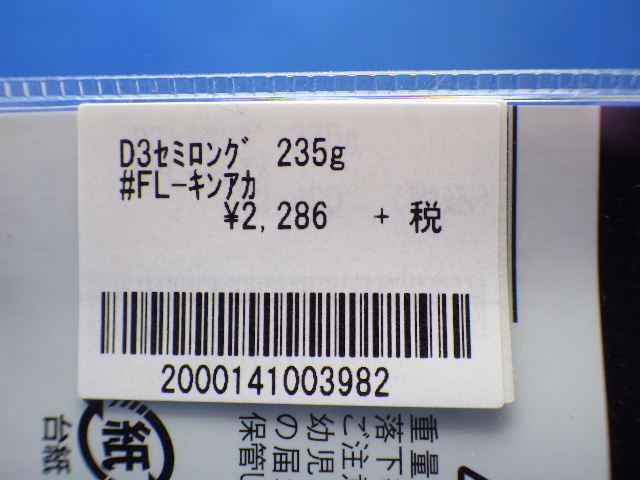 D3ｾﾐﾛﾝｸﾞ 235g
#FL-ｷﾝｱｶ
¥2,286 + 税
2000141003982
紙
台紙
重量
落下
ご注
幼児
の届
保管し